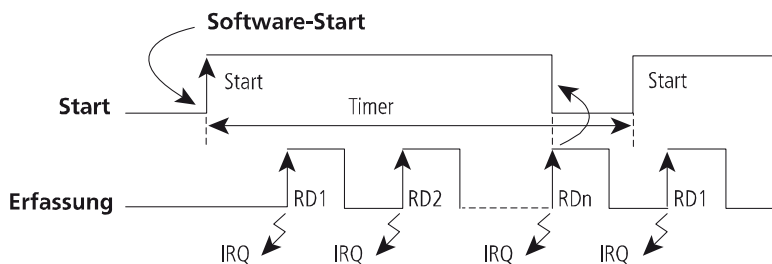 Software-Start
Start
Start
Start
Timer
Erfassung
RD1
RD2
RDn
RD1
IRQ
IRQ
IRQ
IRQ